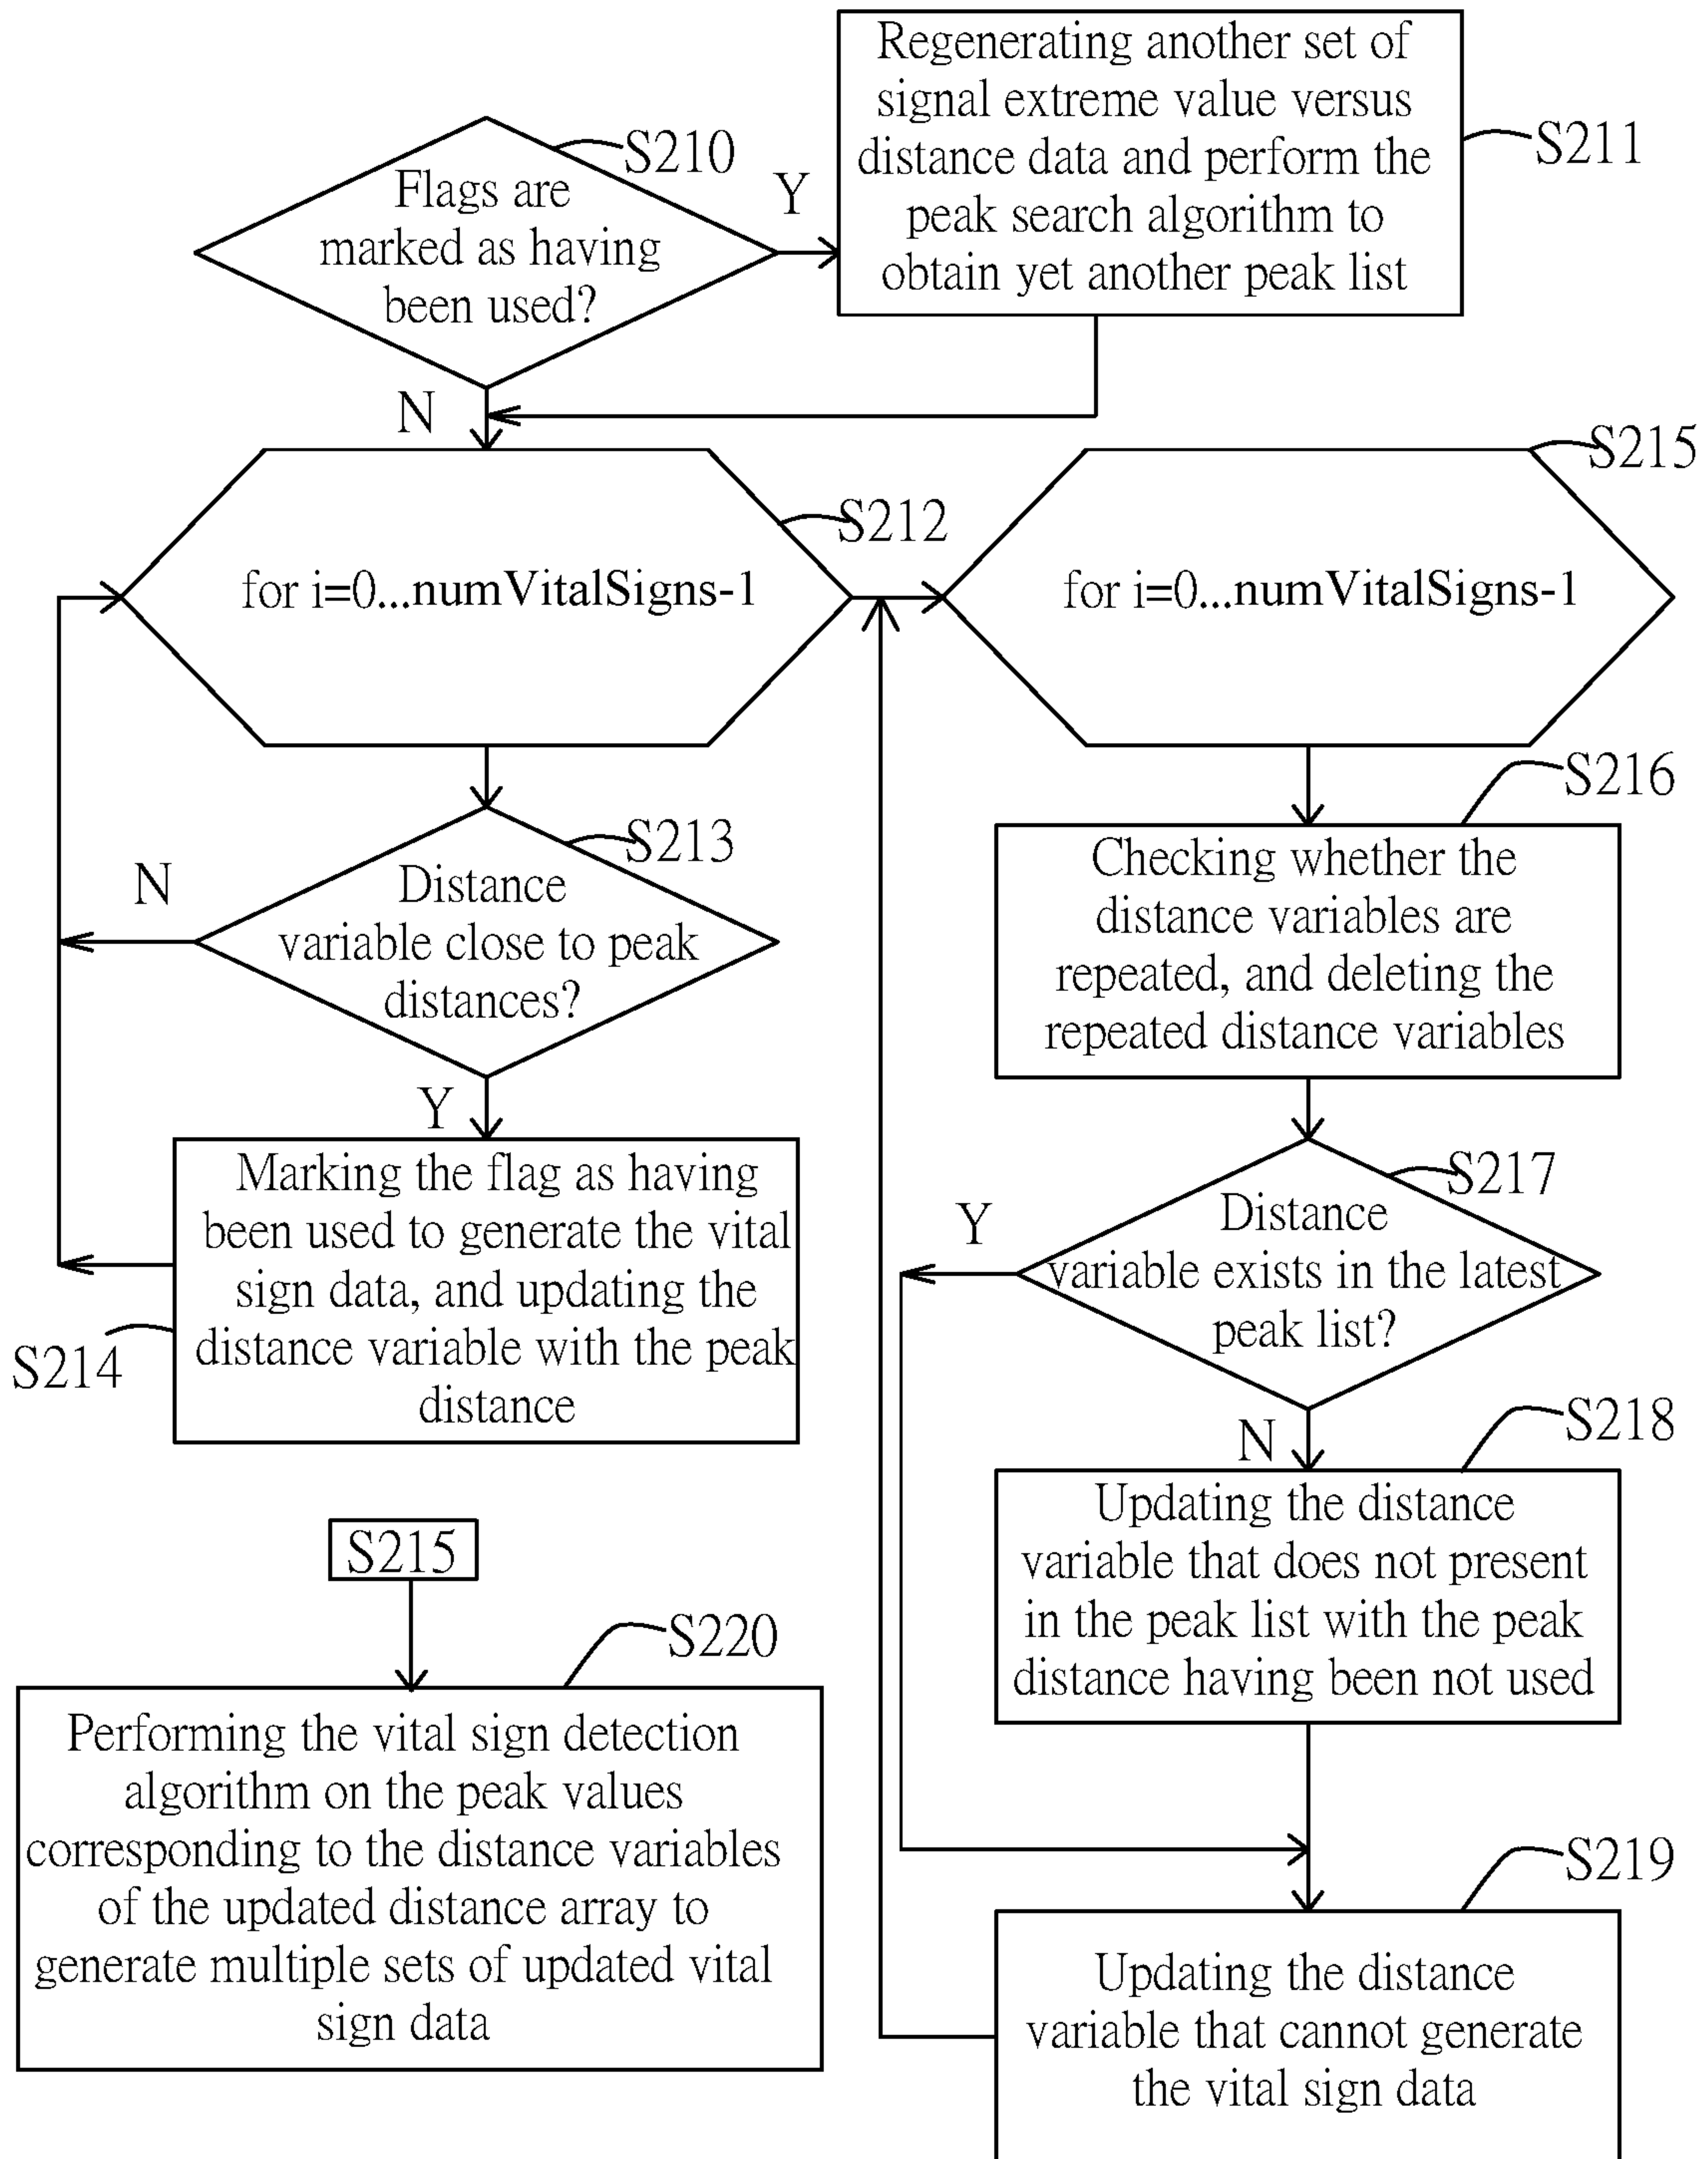 Flags are
marked as having
been used?
S210
Y
N
Regenerating another set of
signal extreme value versus
distance data and perform the
peak search algorithm to
obtain yet another peak list
S211
for i=0...numVitalSigns-1
S212
Distance
variable close to peak
distances?
S213
N
Y
Marking the flag as having
been used to generate the vital
sign data, and updating the
distance variable with the peak
distance
S214
for i=0...numVitalSigns-1
S215
Checking whether the
distance variables are
repeated, and deleting the
repeated distance variables
S216
Distance
variable exists in the latest
peak list?
S217
Y
N
Updating the distance
variable that does not present
in the peak list with the peak
distance having been not used
S218
Updating the distance
variable that cannot generate
the vital sign data
S219
S215
Performing the vital sign detection
algorithm on the peak values
corresponding to the distance variables
of the updated distance array to
generate multiple sets of updated vital
sign data
S220